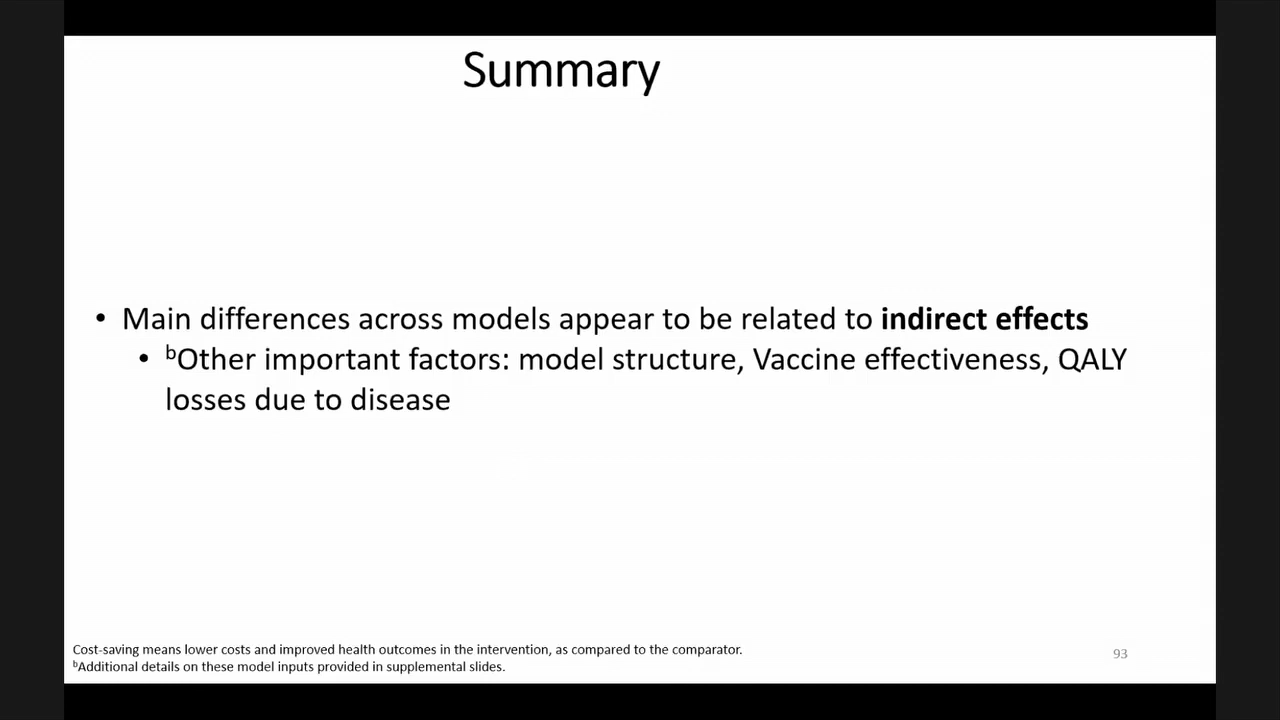 Summary
• Main differences across models appear to be related to indirect effects
• ᵇOther important factors: model structure, Vaccine effectiveness, QALY
losses due to disease
Cost-saving means lower costs and improved health outcomes in the intervention, as compared to the comparator.
ᵇAdditional details on these model inputs provided in supplemental slides.
93